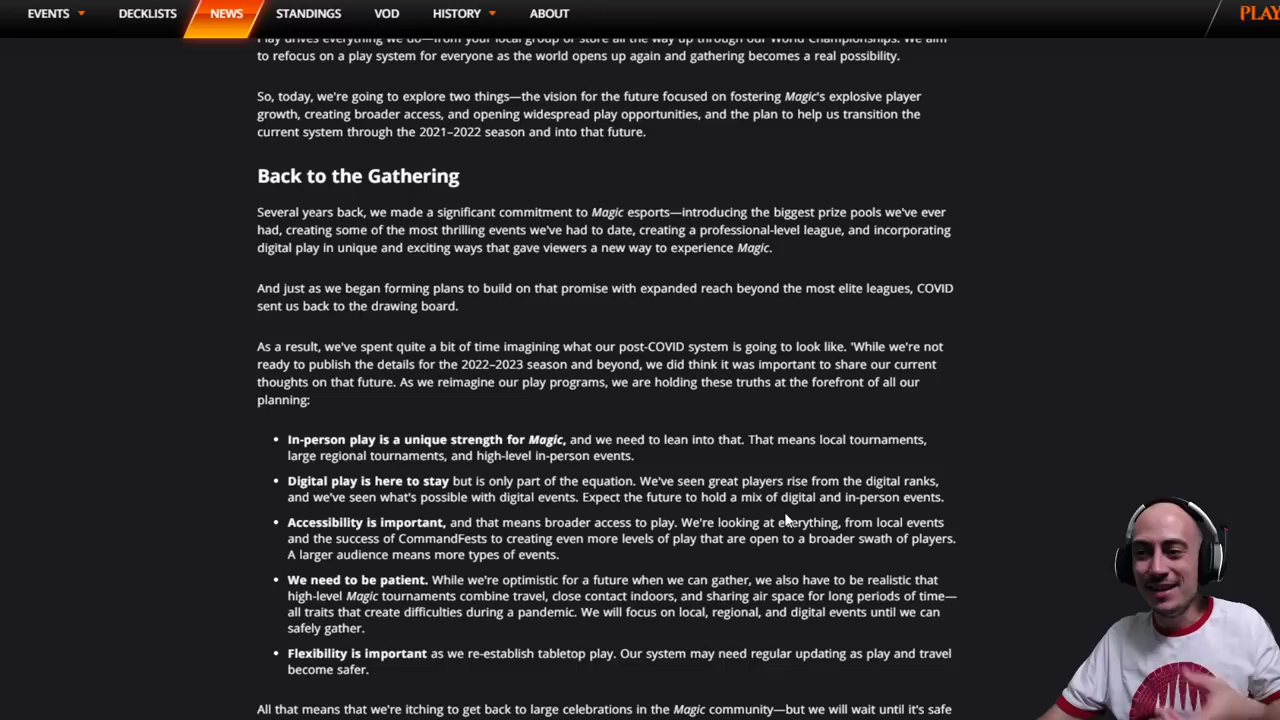 EVENTS DECKLISTS NEWS STANDINGS VOD HISTORY ABOUT PLAY
Play drives everything we do—from your local group or store all the way up through our World Championships. We aim
to refocus on a play system for everyone as the world opens up again and gathering becomes a real possibility.
So, today, we're going to explore two things—the vision for the future focused on fostering Magic's explosive player
growth, creating broader access, and opening widespread play opportunities, and the plan to help us transition the
current system through the 2021–2022 season and into that future.
Back to the Gathering
Several years back, we made a significant commitment to Magic esports—introducing the biggest prize pools we've ever
had, creating some of the most thrilling events we've had to date, creating a professional-level league, and incorporating
digital play in unique and exciting ways that gave viewers a new way to experience Magic.
And just as we began forming plans to build on that promise with expanded reach beyond the most elite leagues, COVID
sent us back to the drawing board.
As a result, we've spent quite a bit of time imagining what our post-COVID system is going to look like. 'While we're not
ready to publish the details for the 2022–2023 season and beyond, we did think it was important to share our current
thoughts on that future. As we reimagine our play programs, we are holding these truths at the forefront of all our
planning:
• In-person play is a unique strength for Magic, and we need to lean into that. That means local tournaments,
large regional tournaments, and high-level in-person events.
• Digital play is here to stay but is only part of the equation. We've seen great players rise from the digital ranks,
and we've seen what's possible with digital events. Expect the future to hold a mix of digital and in-person events.
• Accessibility is important, and that means broader access to play. We're looking at everything, from local events
and the success of CommandFests to creating even more levels of play that are open to a broader swath of players.
A larger audience means more types of events.
• We need to be patient. While we're optimistic for a future when we can gather, we also have to be realistic that
high-level Magic tournaments combine travel, close contact indoors, and sharing air space for long periods of time—
all traits that create difficulties during a pandemic. We will focus on local, regional, and digital events until we can
safely gather.
• Flexibility is important as we re-establish tabletop play. Our system may need regular updating as play and travel
become safer.
All that means that we're itching to get back to large celebrations in the Magic community—but we will wait until it's safe